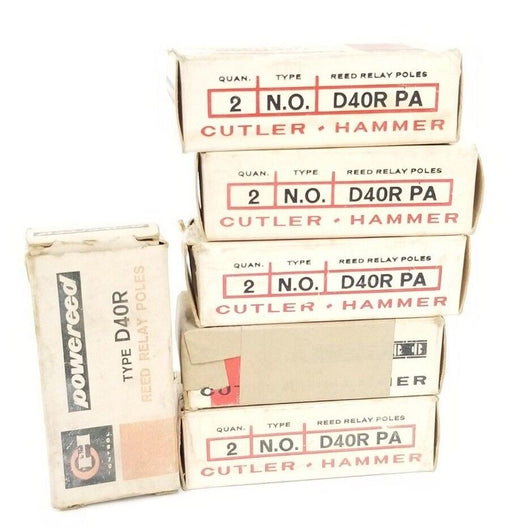 QUAN. TYPE REED RELAY POLES
2 N.O. D40R PA
CUTLER • HAMMER
QUAN. TYPE REED RELAY POLES
2 N.O. D40R PA
CUTLER • HAMMER
QUAN. TYPE REED RELAY POLES
2 N.O. D40R PA
CUTLER • HAMMER
HAMMER
QUAN. TYPE REED RELAY POLES
2 N.O. D40R PA
CUTLER • HAMMER
powereed
TYPE D40R
REED RELAY POLES
CONTROL